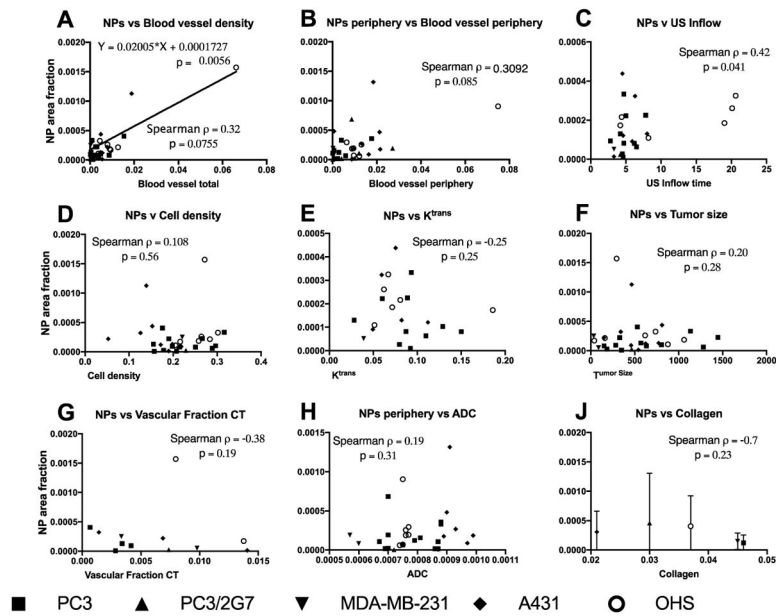 A
NPs vs Blood vessel density
Y = 0.02005*X + 0.0001727
p = 0.0056
Spearman ρ = 0.32
p = 0.0755
NP area fraction
0.0020
0.0015
0.0010
0.0005
0.0000
0.00 0.02 0.04 0.06 0.08
Blood vessel total
B
NPs periphery vs Blood vessel periphery
Spearman ρ = 0.3092
p = 0.085
0.0020
0.0015
0.0010
0.0005
0.0000
0.00 0.02 0.04 0.06 0.08
Blood vessel periphery
C
NPs v US Inflow
Spearman ρ = 0.42
p = 0.041
0.0006
0.0004
0.0002
0.0000
0 5 10 15 20 25
US Inflow time
D
NPs v Cell density
Spearman ρ = 0.108
p = 0.56
NP area fraction
0.0020
0.0015
0.0010
0.0005
0.0000
0.0 0.1 0.2 0.3 0.4
Cell density
E
NPs vs Ktrans
Spearman ρ = -0.25
p = 0.25
0.0005
0.0004
0.0003
0.0002
0.0001
0.0000
0.00 0.05 0.10 0.15 0.20
Ktrans
F
NPs vs Tumor size
Spearman ρ = 0.20
p = 0.28
0.0020
0.0015
0.0010
0.0005
0.0000
0 500 1000 1500 2000
Tumor Size
G
NPs vs Vascular Fraction CT
Spearman ρ = -0.38
p = 0.19
NP area fraction
0.0020
0.0015
0.0010
0.0005
0.0000
0.000 0.005 0.010 0.015
Vascular Fraction CT
H
NPs periphery vs ADC
Spearman ρ = 0.19
p = 0.31
0.0020
0.0015
0.0010
0.0005
0.0000
0.0005 0.0006 0.0007 0.0008 0.0009 0.0010 0.0011
ADC
J
NPs vs Collagen
Spearman ρ = -0.7
p = 0.23
0.0020
0.0015
0.0010
0.0005
0.0000
0.02 0.03 0.04 0.05
Collagen
PC3 PC3/2G7 MDA-MB-231 A431 OHS